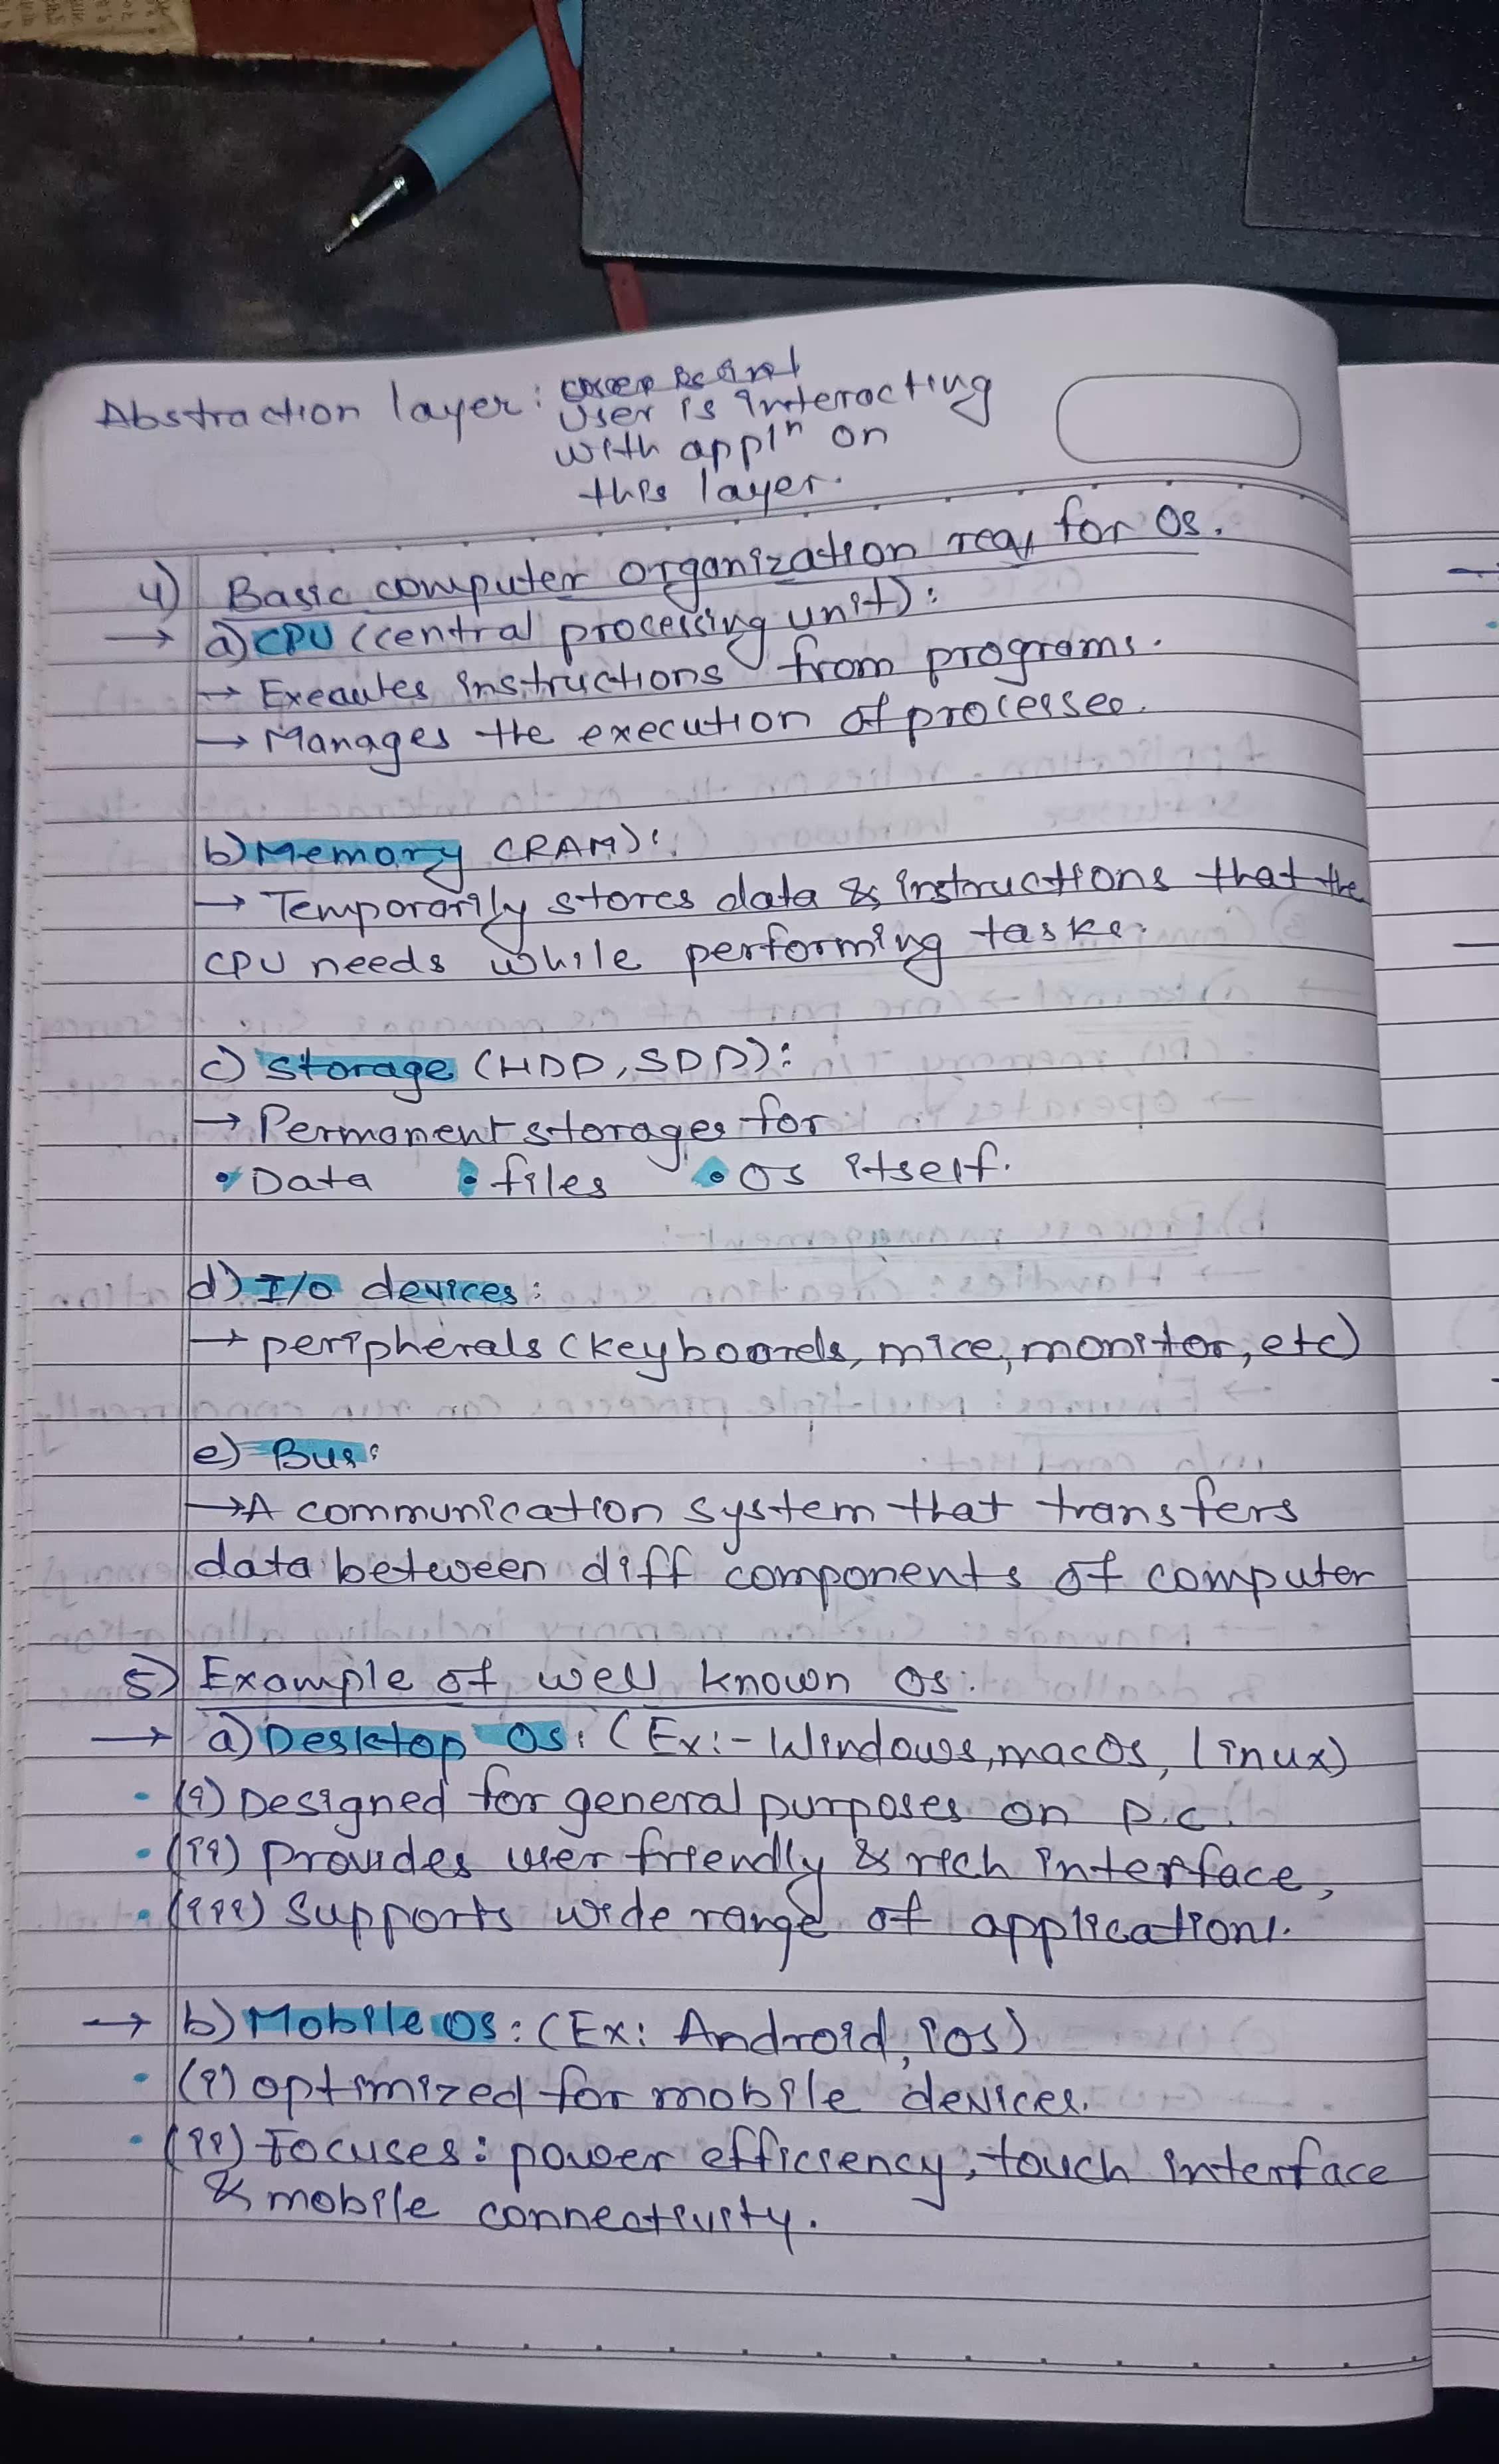 Abstraction layer:
User is interacting
with applⁿ on
this layer.
4) Basic computer organization req for OS.
→ a) CPU (central processing unit):
→ Executes instructions from programs.
→ Manages the execution of processes.
b) Memory (RAM):
→ Temporarily stores data & instructions that the
CPU needs while performing tasks.
c) Storage (HDD, SDD):
→ Permanent storages for
• Data • files • OS itself.
d) I/O devices:
→ peripherals (keyboards, mice, monitor, etc)
e) Bus:
→ A communication system that transfers
data between diff components of computer
5) Example of well known OS:
→ a) Desktop OS: (Ex:- Windows, macOS, linux)
• (i) Designed for general purposes on p.c.
• (ii) provides user friendly & rich interface,
• (iii) Supports wide range of applications.
→ b) Mobile OS: (Ex: Android, ios)
• (i) optimized for mobile devices.
• (ii) Focuses: power efficiency, touch interface
& mobile connectivity.